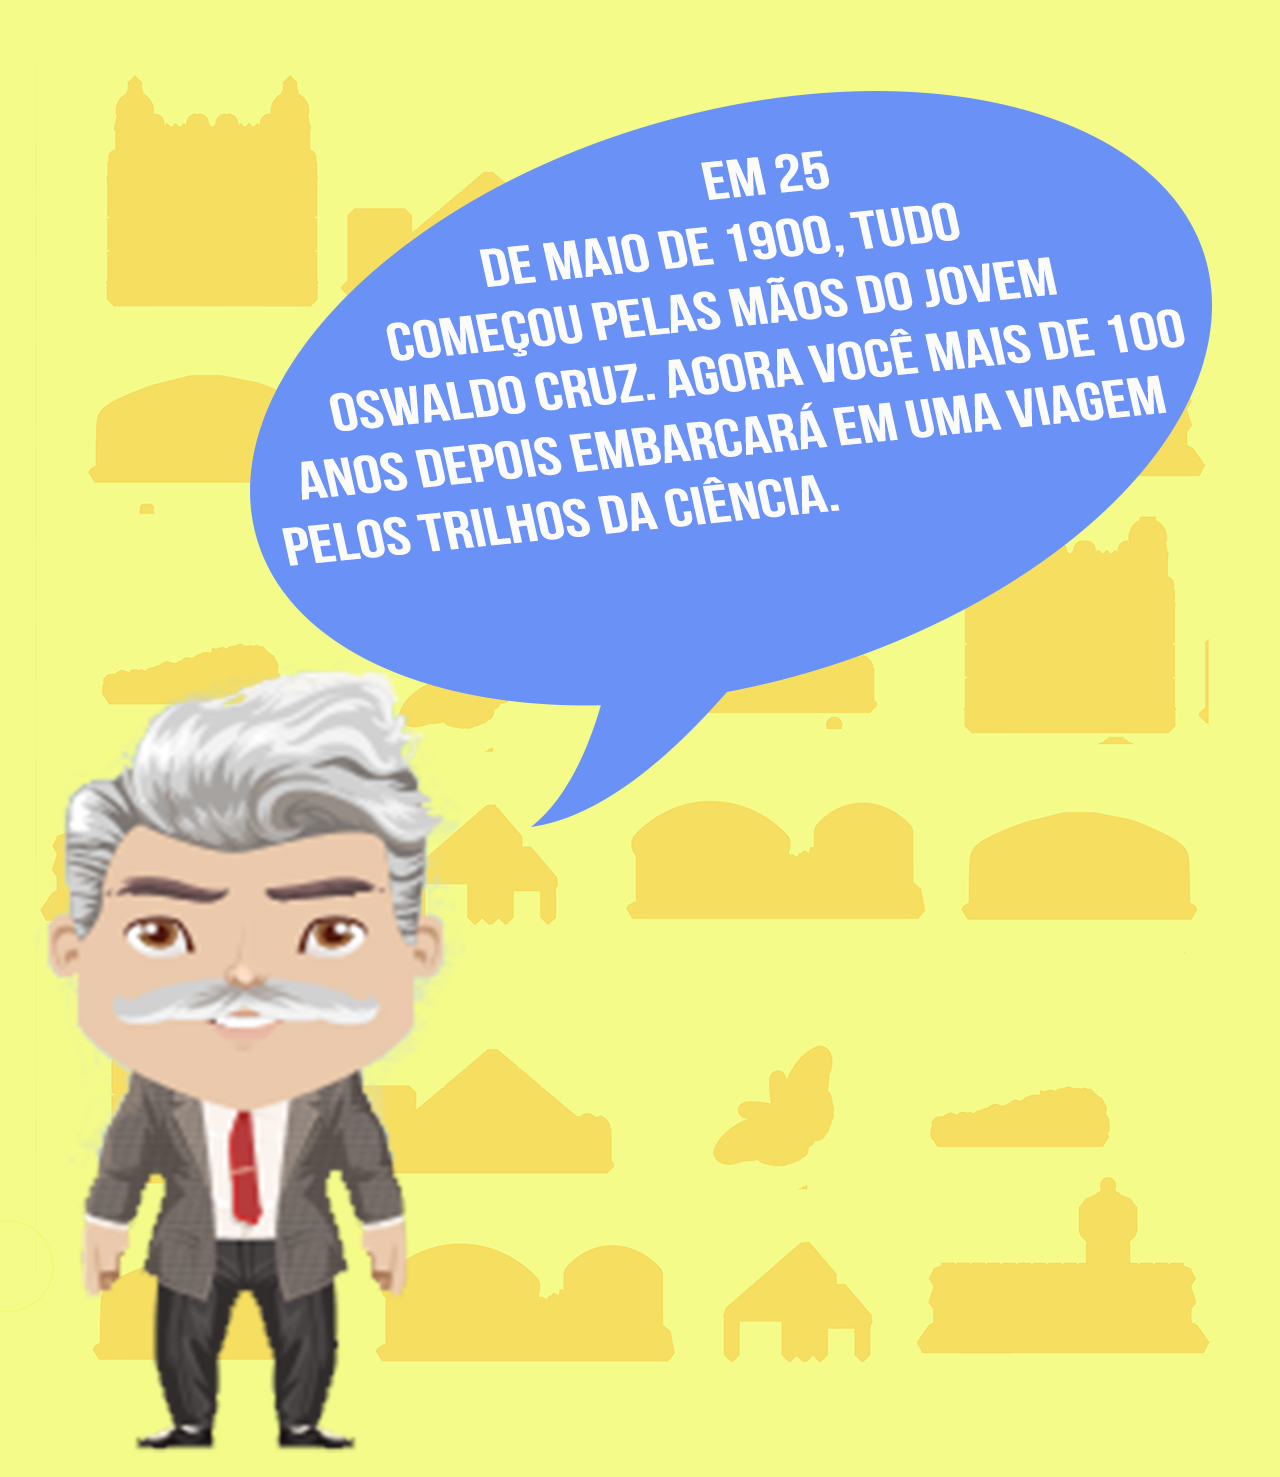 EM 25
DE MAIO DE 1900, TUDO
COMEÇOU PELAS MÃOS DO JOVEM
OSWALDO CRUZ. AGORA VOCÊ MAIS DE 100
ANOS DEPOIS EMBARCARÁ EM UMA VIAGEM
PELOS TRILHOS DA CIÊNCIA.